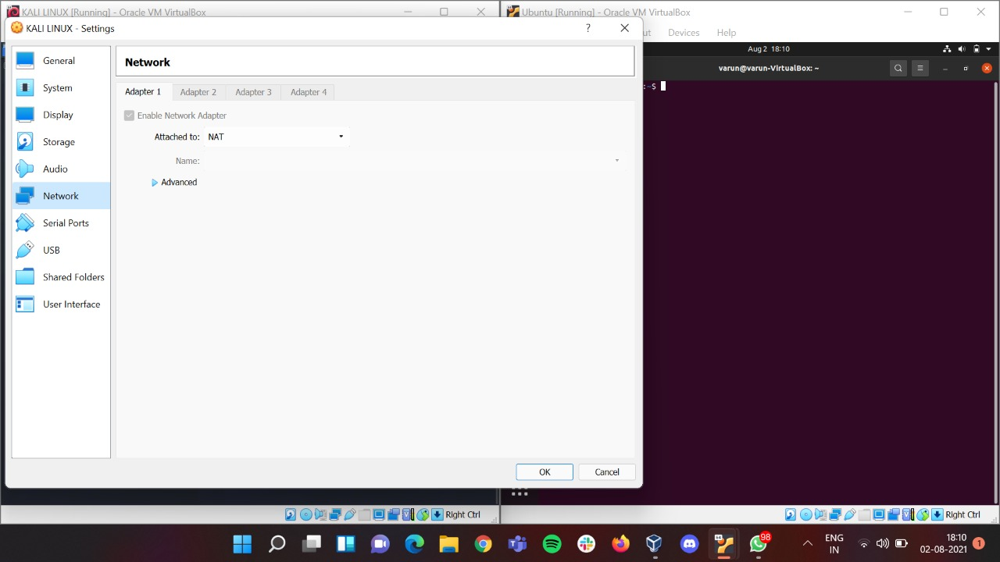 KALI LINUX [Running] - Oracle VM VirtualBox
Ubuntu [Running] - Oracle VM VirtualBox
KALI LINUX - Settings
?
ut Devices Help
Aug 2 18:10
varun@varun-VirtualBox: ~
:~$
General
System
Display
Storage
Audio
Network
Serial Ports
USB
Shared Folders
User Interface
Network
Adapter 1 Adapter 2 Adapter 3 Adapter 4
Enable Network Adapter
Attached to: NAT
Name:
Advanced
OK Cancel
Right Ctrl
Right Ctrl
98
ENG
IN
18:10
02-08-2021
1